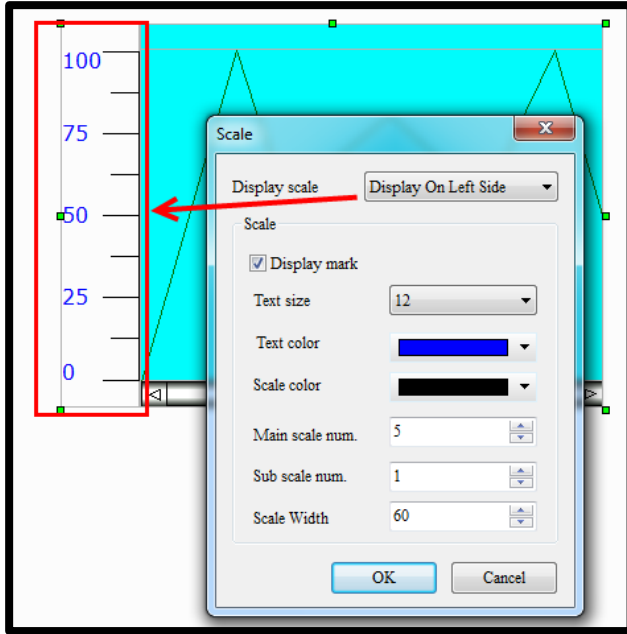 100
75
50
25
0
Scale
Display scale Display On Left Side
Scale
Display mark
Text size 12
Text color
Scale color
Main scale num. 5
Sub scale num. 1
Scale Width 60
OK Cancel